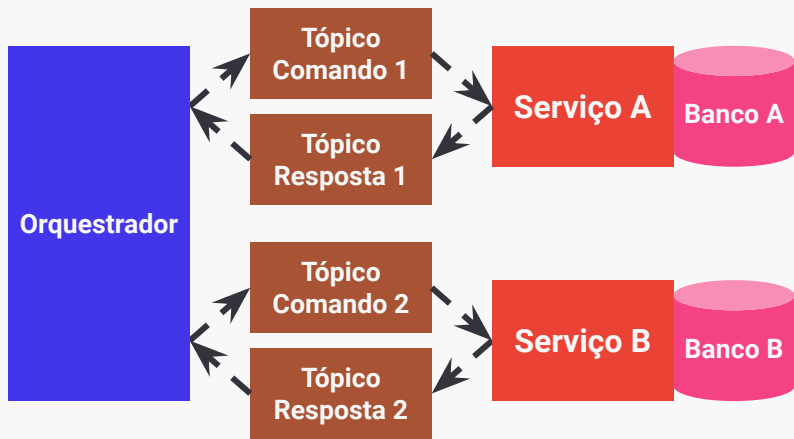 Orquestrador
Tópico
Comando 1
Tópico
Resposta 1
Serviço A
Banco A
Tópico
Comando 2
Tópico
Resposta 2
Serviço B
Banco B